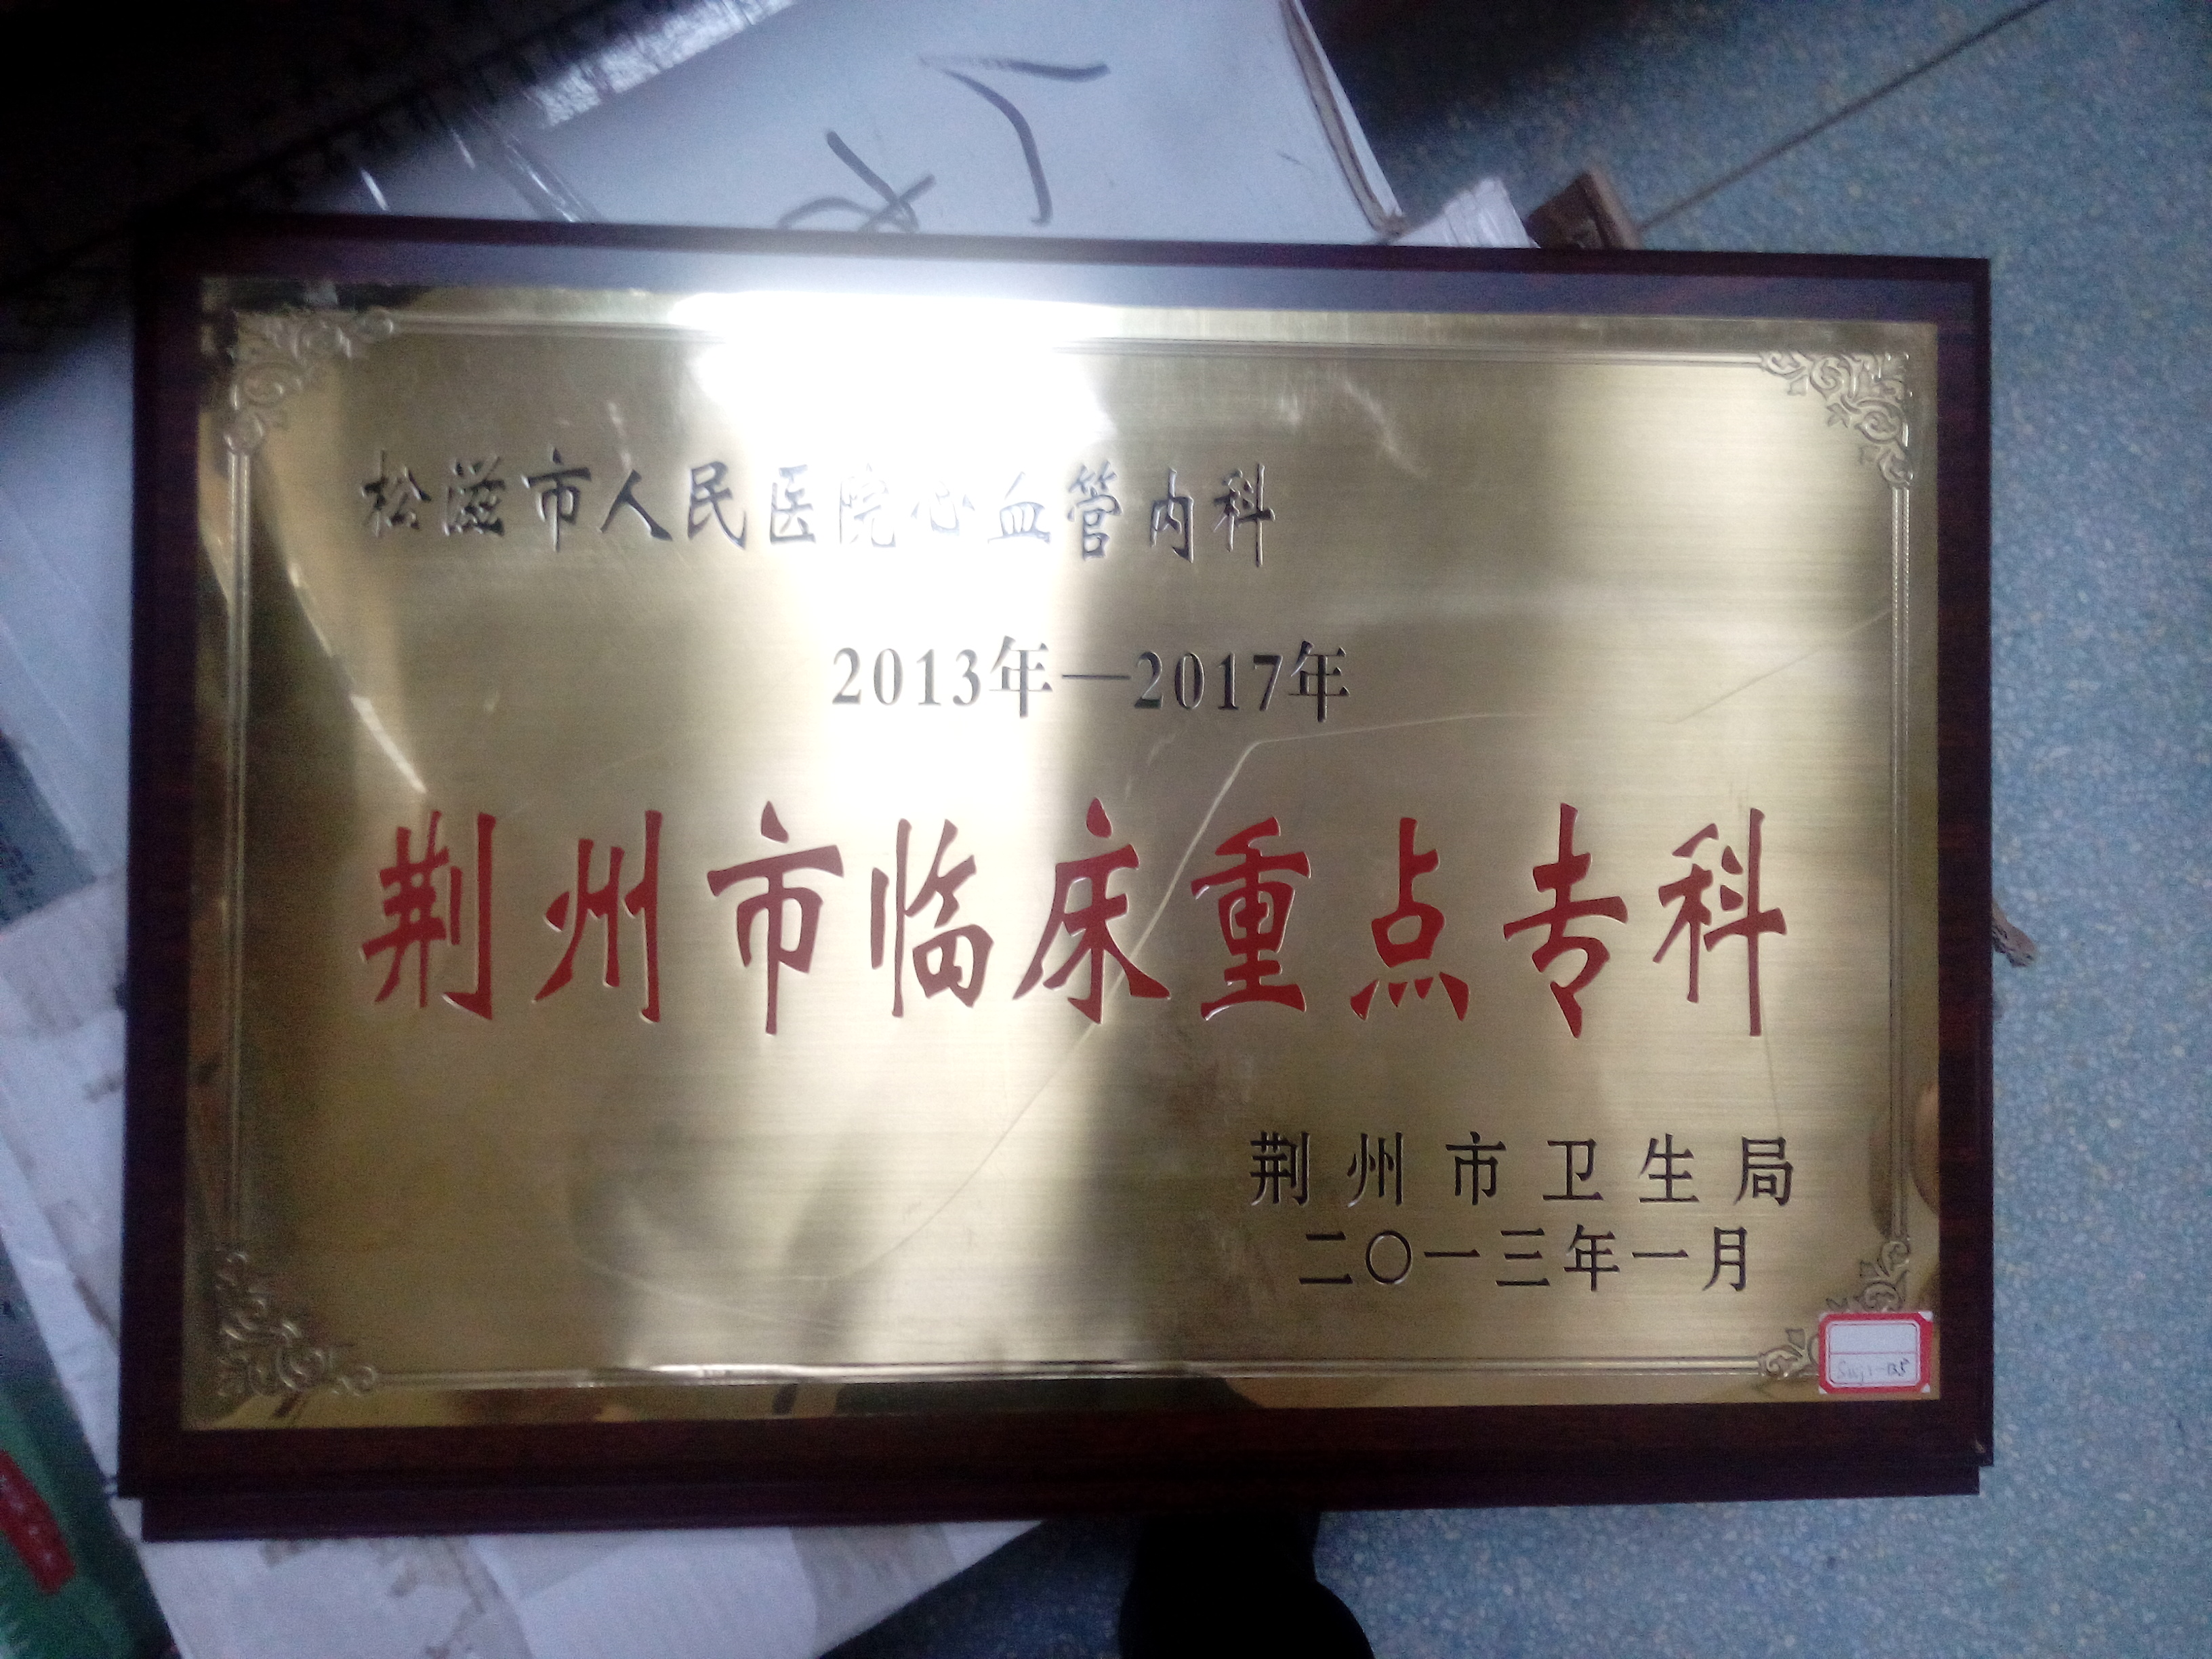 松滋市人民医院心血管内科
2013年—2017年
荆州市临床重点专科
荆州市卫生局
二〇一三年一月